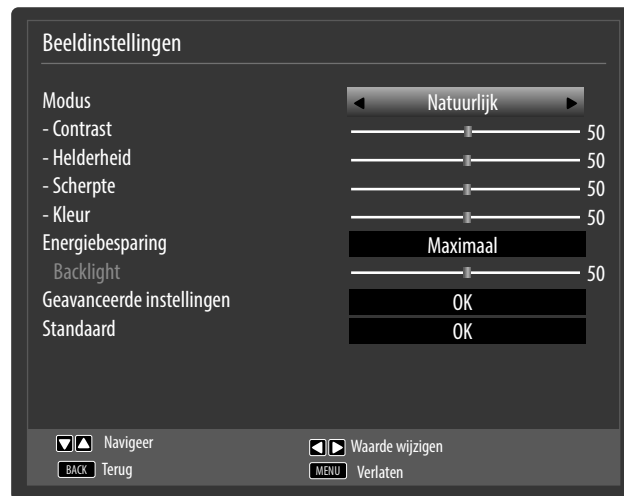 Beeldinstellingen
Modus Natuurlijk
- Contrast 50
- Helderheid 50
- Scherpte 50
- Kleur 50
Energiebesparing Maximaal
Backlight 50
Geavanceerde instellingen OK
Standaard OK
Navigeer Waarde wijzigen
BACK Terug MENU Verlaten